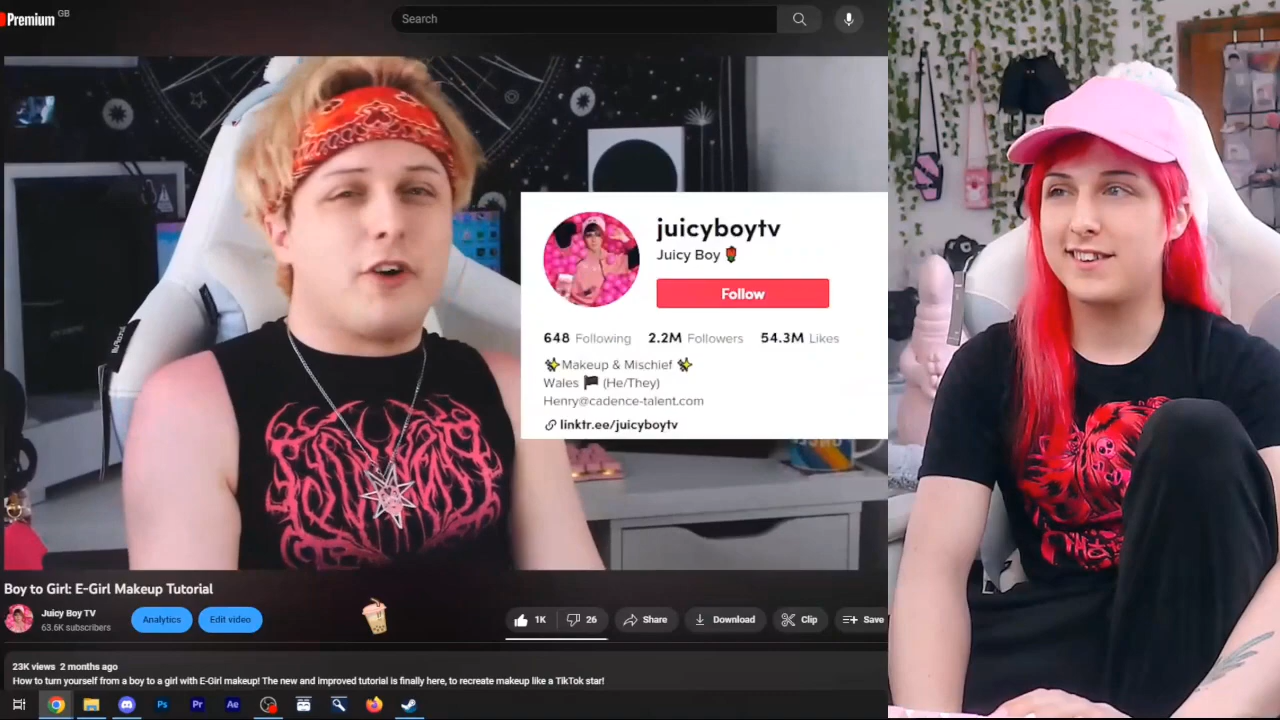 Premium GB
Search
juicyboytv
Juicy Boy
Follow
648 Following 2.2M Followers 54.3M Likes
Makeup & Mischief
Wales (He/They)
Henry@cadence-talent.com
linktr.ee/juicyboytv
Boy to Girl: E-Girl Makeup Tutorial
Juicy Boy TV
63.6K subscribers
Analytics
Edit video
1K
26
Share
Download
Clip
Save
23K views 2 months ago
How to turn yourself from a boy to a girl with E-Girl makeup! The new and improved tutorial is finally here, to recreate makeup like a TikTok star!
Ps
Pr
Ae